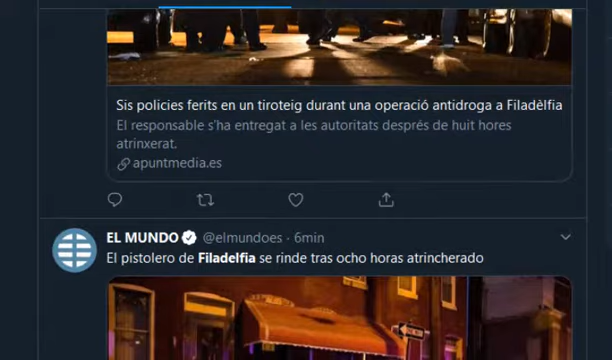 Sis policies ferits en un tiroteig durant una operació antidroga a Filadèlfia
El responsable s'ha entregat a les autoritats després de huit hores
atrinxerat.
apuntmedia.es
EL MUNDO @elmundoes · 6min
El pistolero de Filadelfia se rinde tras ocho horas atrincherado